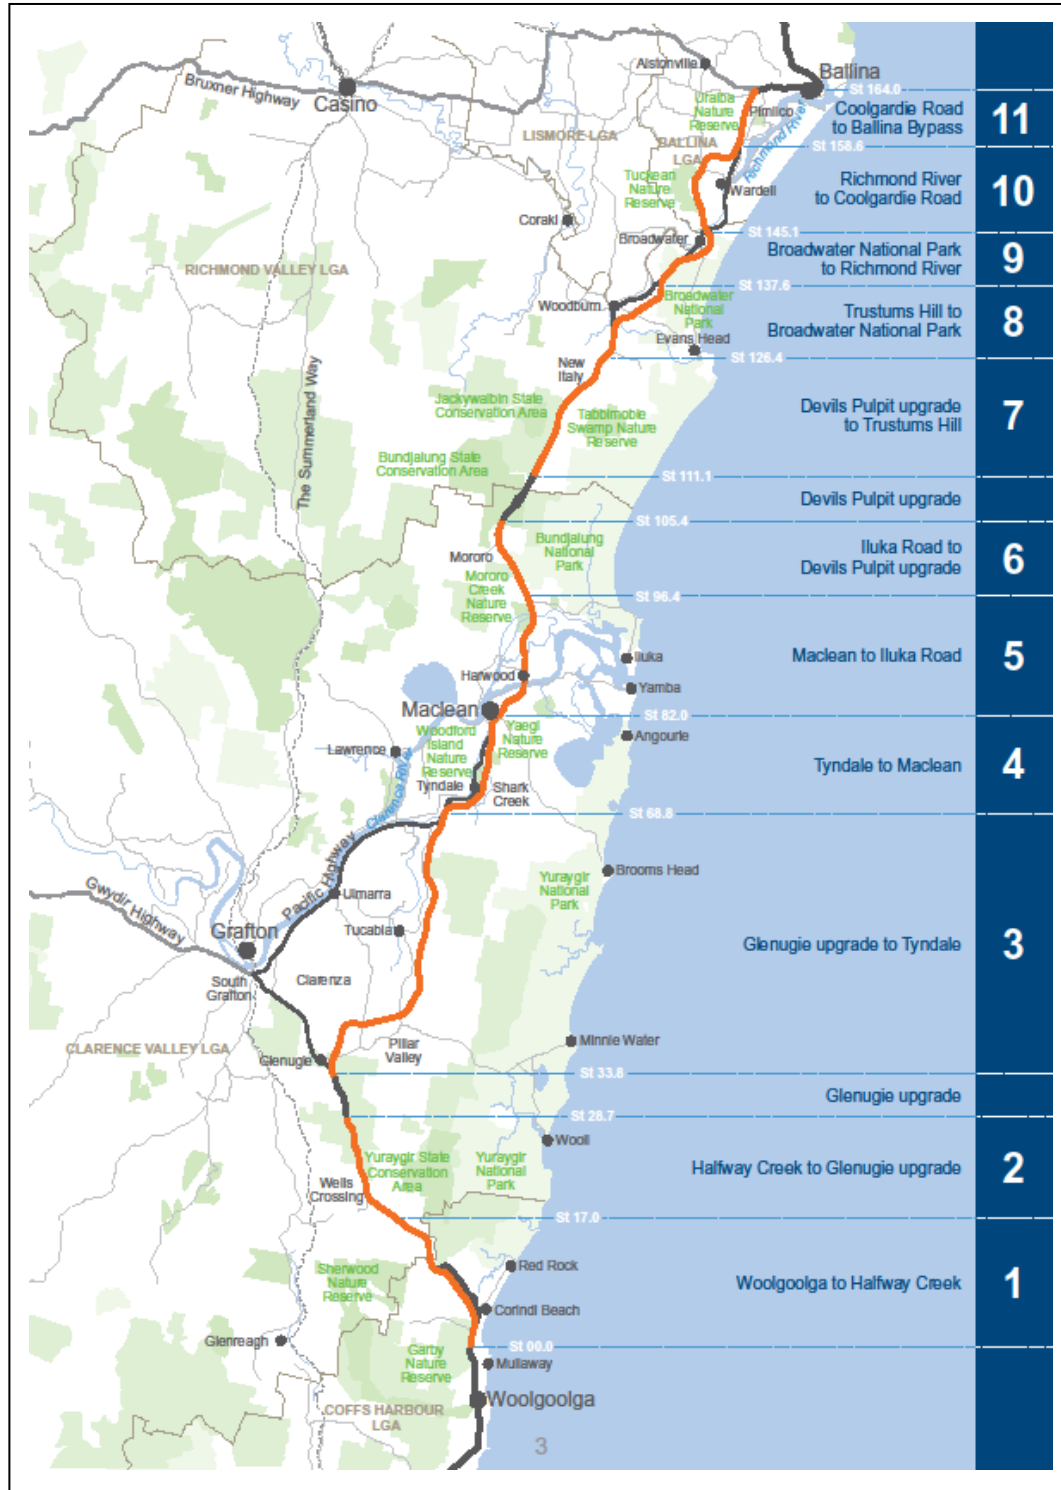 Alstonville
Ballina
St 164.0
Bruxner Highway
Casino
Uralba
Nature
Reserve
Pimlico
Richmond River
Coolgardie Road
to Ballina Bypass
11
LISMORE LGA
BALLINA
LGA
St 158.6
Tuckean
Nature
Reserve
Wardell
Richmond River
to Coolgardie Road
10
Coraki
Broadwater
St 145.1
RICHMOND VALLEY LGA
Broadwater National Park
to Richmond River
9
St 137.6
Woodburn
Broadwater
National
Park
Trustums Hill to
Broadwater National Park
8
Evans Head
St 126.4
New
Italy
The Summerland Way
Jackywalbin State
Conservation Area
Tabbimoble
Swamp Nature
Reserve
Devils Pulpit upgrade
to Trustums Hill
7
Bundjalung State
Conservation Area
St 111.1
Devils Pulpit upgrade
St 105.4
Bundjalung
National
Park
Mororo
Mororo
Creek
Nature
Reserve
Iluka Road to
Devils Pulpit upgrade
6
St 96.4
Iluka
Harwood
Yamba
Maclean to Iluka Road
5
Maclean
St 82.0
Woodford
Island
Nature
Reserve
Yaegi
Nature
Reserve
Angourie
Lawrence
Clarence River
Tyndale
Shark
Creek
Tyndale to Maclean
4
St 68.8
Pacific Highway
Brooms Head
Yuraygir
National
Park
Gwydir Highway
Ulmarra
Grafton
Tucabia
Glenugie upgrade to Tyndale
3
South
Grafton
Clarenza
CLARENCE VALLEY LGA
Glenugie
Pillar
Valley
Minnie Water
St 33.8
Glenugie upgrade
St 28.7
Wooli
Yuraygir State
Conservation
Area
Yuraygir
National
Park
Halfway Creek to Glenugie upgrade
2
Wells
Crossing
St 17.0
Sherwood
Nature
Reserve
Red Rock
Woolgoolga to Halfway Creek
1
Corindi Beach
Glenreagh
St 00.0
Garby
Nature
Reserve
Mullaway
COFFS HARBOUR
LGA
Woolgoolga
3